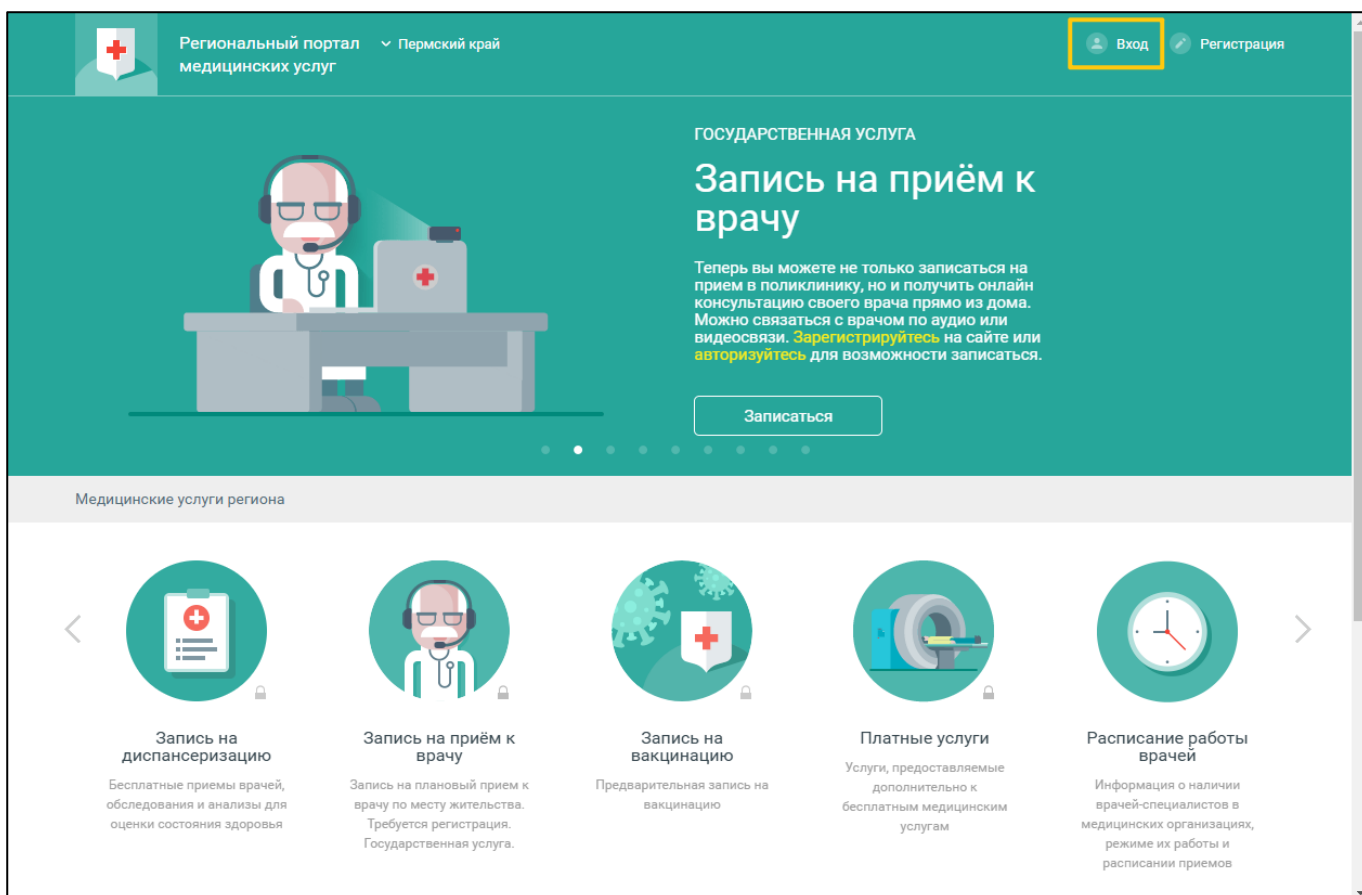 Региональный портал
медицинских услуг
Пермский край
Вход
Регистрация
ГОСУДАРСТВЕННАЯ УСЛУГА
Запись на приём к
врачу
Теперь вы можете не только записаться на
прием в поликлинику, но и получить онлайн
консультацию своего врача прямо из дома.
Можно связаться с врачом по аудио или
видеосвязи. Зарегистрируйтесь на сайте или
авторизуйтесь для возможности записаться.
Записаться
Медицинские услуги региона
Запись на
диспансеризацию
Бесплатные приемы врачей,
обследования и анализы для
оценки состояния здоровья
Запись на приём к
врачу
Запись на плановый прием к
врачу по месту жительства.
Требуется регистрация.
Государственная услуга.
Запись на
вакцинацию
Предварительная запись на
вакцинацию
Платные услуги
Услуги, предоставляемые
дополнительно к
бесплатным медицинским
услугам
Расписание работы
врачей
Информация о наличии
врачей-специалистов в
медицинских организациях,
режиме их работы и
расписании приемов